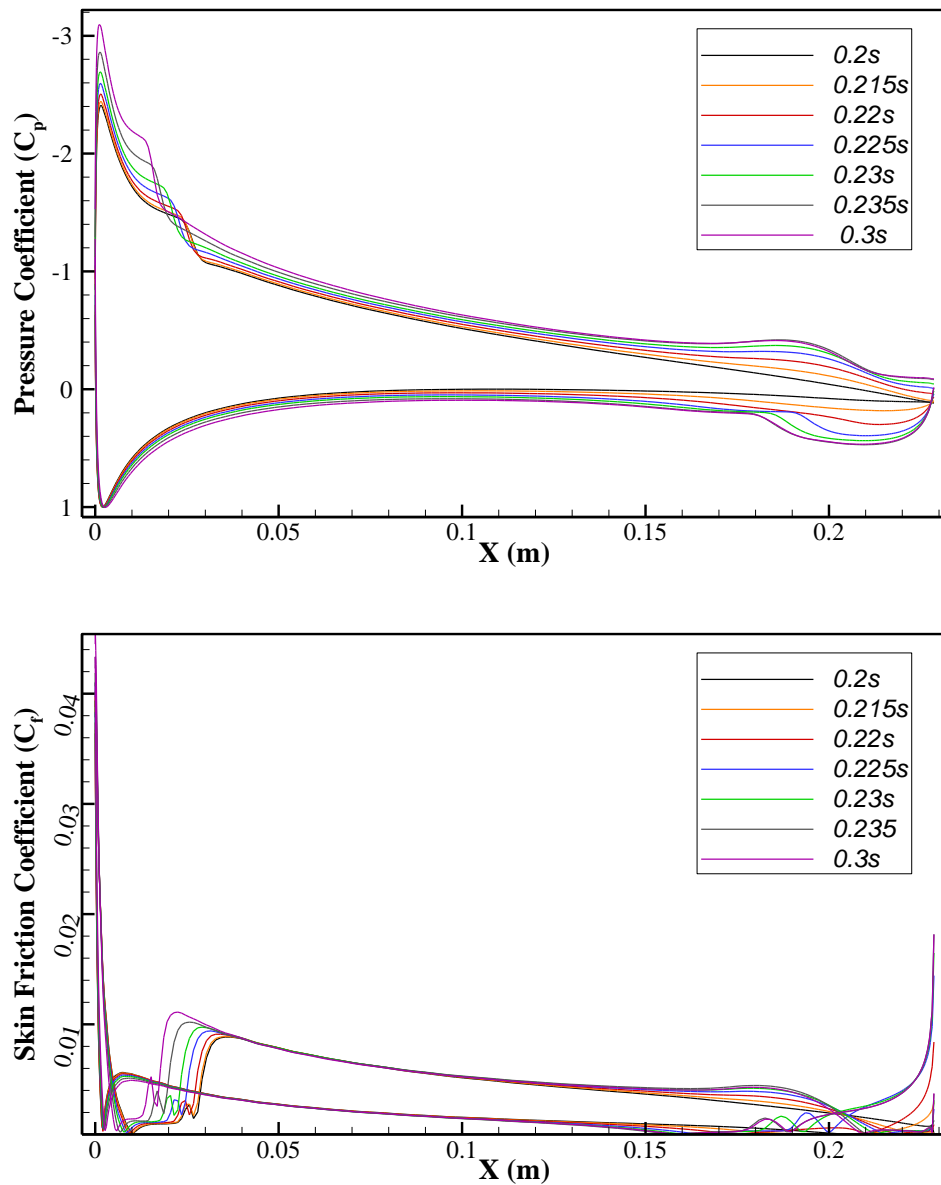 Pressure Coefficient (Cp)
-3
-2
-1
0
1
0.2s
0.215s
0.22s
0.225s
0.23s
0.235s
0.3s
0
0.05
0.1
0.15
0.2
X (m)
Skin Friction Coefficient (Cf)
0.04
0.03
0.02
0.01
0.2s
0.215s
0.22s
0.225s
0.23s
0.235
0.3s
0
0.05
0.1
0.15
0.2
X (m)